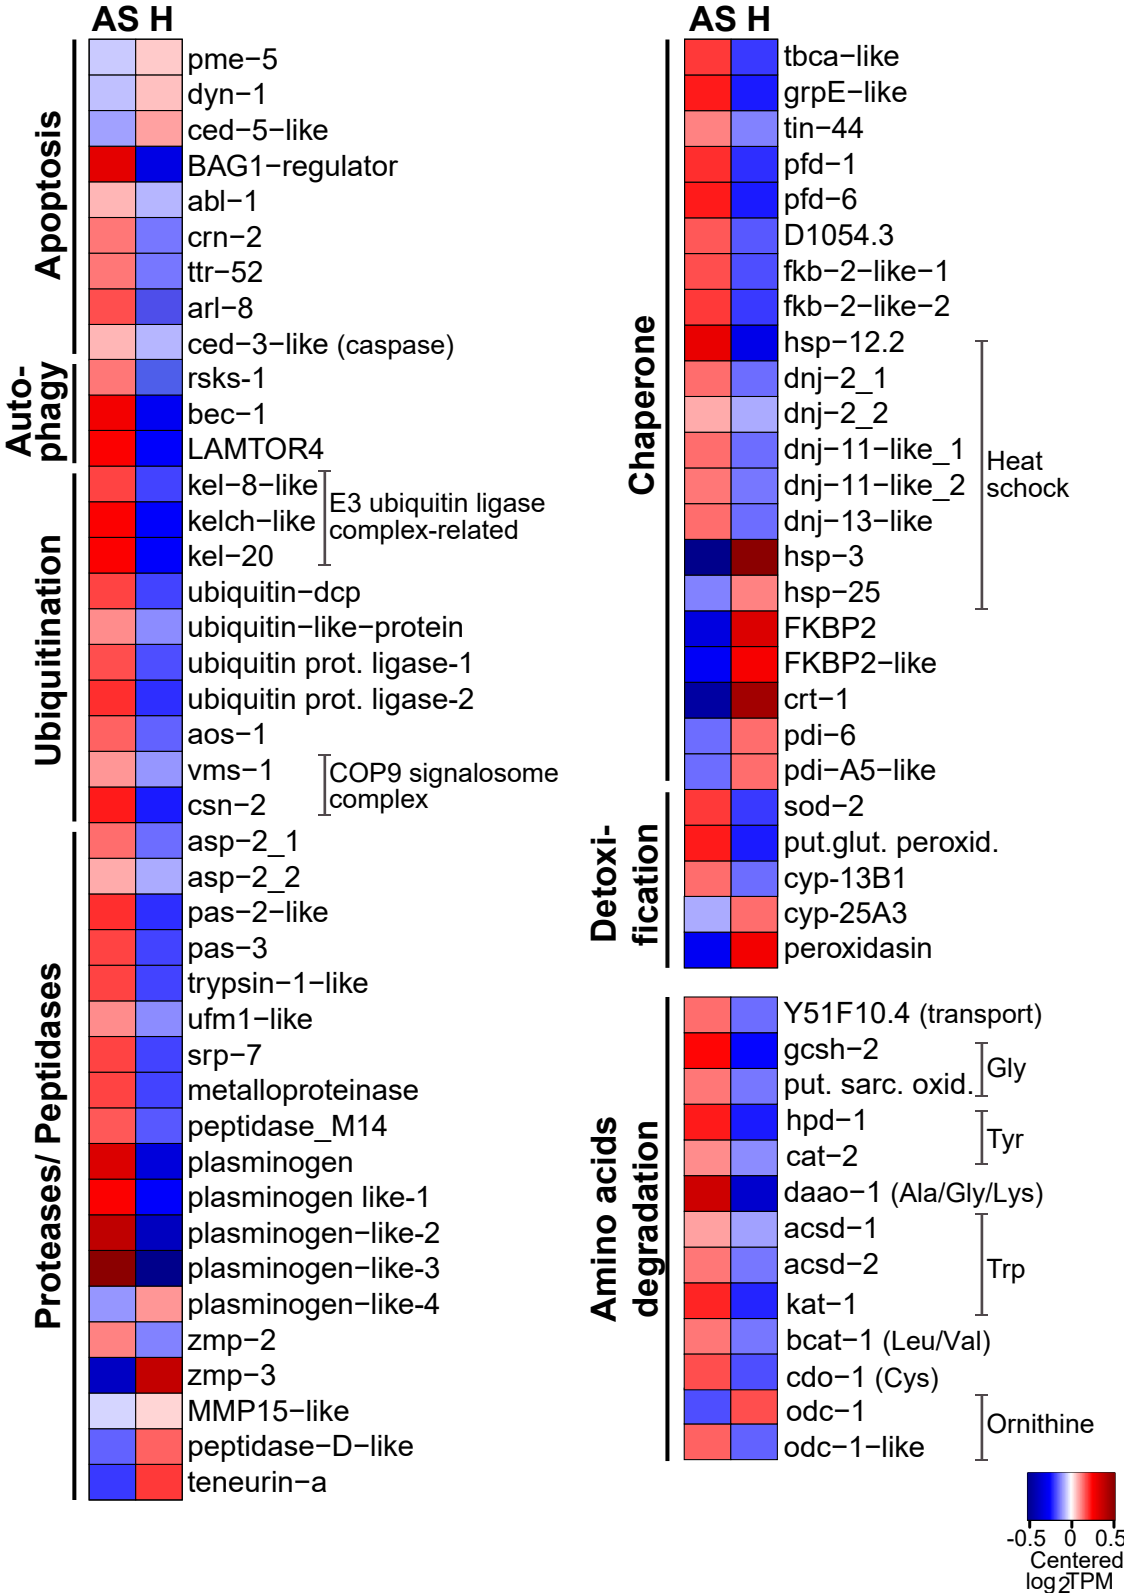 AS H
Apoptosis
pme−5
dyn−1
ced−5−like
BAG1−regulator
abl−1
crn−2
ttr−52
arl−8
ced−3−like (caspase)
Auto-
phagy
rsks-1
bec−1
LAMTOR4
Ubiquitination
kel−8−like
kelch−like
kel−20
E3 ubiquitin ligase
complex-related
ubiquitin−dcp
ubiquitin−like−protein
ubiquitin prot. ligase-1
ubiquitin prot. ligase-2
aos−1
vms−1
csn−2
COP9 signalosome
complex
Proteases/ Peptidases
asp−2_1
asp−2_2
pas−2−like
pas−3
trypsin−1−like
ufm1−like
srp−7
metalloproteinase
peptidase_M14
plasminogen
plasminogen like-1
plasminogen−like-2
plasminogen−like-3
plasminogen−like-4
zmp−2
zmp−3
MMP15−like
peptidase−D−like
teneurin−a
AS H
Chaperone
tbca−like
grpE−like
tin−44
pfd−1
pfd−6
D1054.3
fkb−2−like−1
fkb−2−like−2
hsp−12.2
dnj−2_1
dnj−2_2
dnj−11−like_1
dnj−11−like_2
dnj−13−like
hsp−3
hsp−25
Heat
schock
FKBP2
FKBP2−like
crt−1
pdi−6
pdi−A5−like
Detoxi-
fication
sod−2
put.glut. peroxid.
cyp-13B1
cyp-25A3
peroxidasin
Amino acids
degradation
Y51F10.4 (transport)
gcsh−2
put. sarc. oxid.
Gly
hpd−1
cat−2
Tyr
daao−1 (Ala/Gly/Lys)
acsd−1
acsd−2
kat−1
Trp
bcat−1 (Leu/Val)
cdo−1 (Cys)
odc−1
odc−1−like
Ornithine
-0.5 0 0.5
Centered
log2TPM